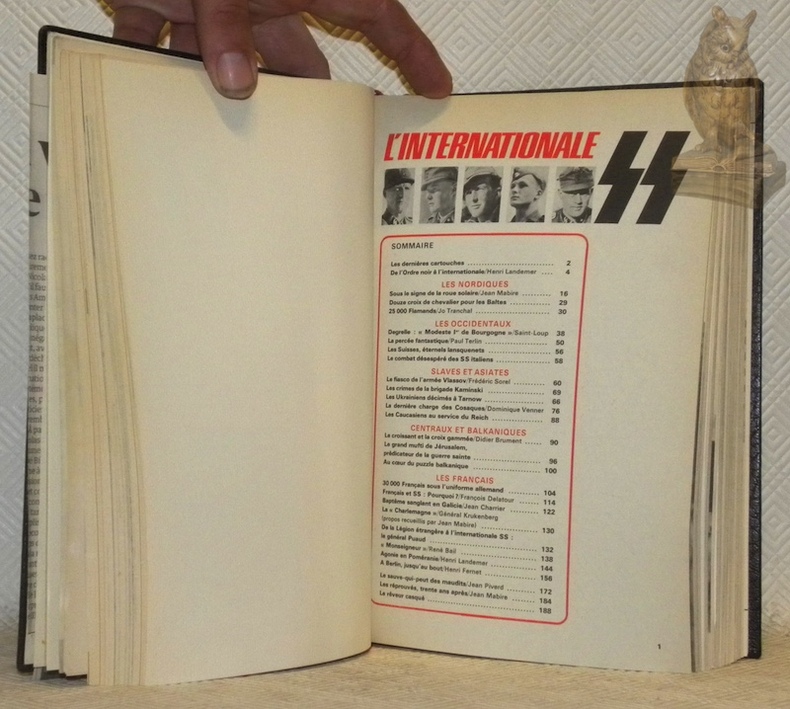 L'INTERNATIONALE SS
SOMMAIRE
Les dernières cartouches .......... 2
De l'Ordre noir à l'internationale/Henri Landemer .... 4
LES NORDIQUES
Sous le signe de la roue solaire/Jean Mabire .......... 16
Douze croix de chevalier pour les Baltes .......... 29
25 000 Flamands/Jo Tranchal .......... 30
LES OCCIDENTAUX
Degrelle : « Modeste Ier de Bourgogne »/Saint-Loup 38
La percée fantastique/Paul Terlin .......... 50
Les Suisses, éternels lansquenets .......... 56
Le combat désespéré des SS italiens .......... 58
SLAVES ET ASIATES
Le fiasco de l'armée Vlassov/Frédéric Sorel .......... 60
Les crimes de la brigade Kaminski .......... 69
Les Ukrainiens décimés à Tarnow .......... 66
La dernière charge des Cosaques/Dominique Venner 76
Les Caucasiens au service du Reich .......... 88
CENTRAUX ET BALKANIQUES
Le croissant et la croix gammée/Didier Brument .... 90
Le grand mufti de Jérusalem,
prédicateur de la guerre sainte .......... 96
Au cœur du puzzle balkanique .......... 100
LES FRANÇAIS
30.000 Français sous l'uniforme allemand .......... 104
Français et SS : Pourquoi ?/François Delatour .... 114
Baptême sanglant en Galicie/Jean Charrier .......... 122
La « Charlemagne »/Général Krukenberg
(propos recueillis par Jean Mabire) .......... 130
De la Légion étrangère à l'internationale SS :
le général Puaud .......... 132
« Monseigneur »/René Bail .......... 138
Agonie en Poméranie/Henri Landemer .......... 144
A Berlin, jusqu'au bout/Henri Fernet .......... 156
Le sauve-qui-peut des maudits/Jean Pivard .......... 172
Les réprouvés, trente ans après/Jean Mabire .......... 184
Le rêveur casqué .......... 188
1